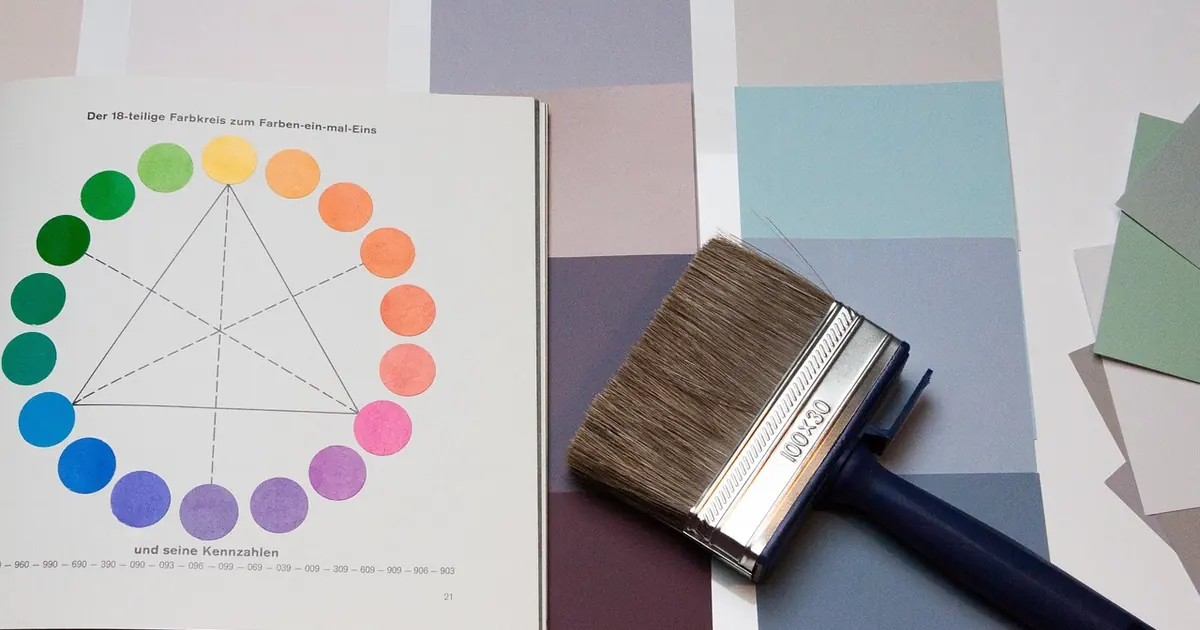 Der 18-teilige Farbkreis zum Farben-ein-mal-Eins
und seine Kennzahlen
— 960 — 990 — 690 — 390 — 090 — 093 — 096 — 099 — 069 — 039 — 009 — 309 — 609 — 909 — 906 — 903
21
100X30